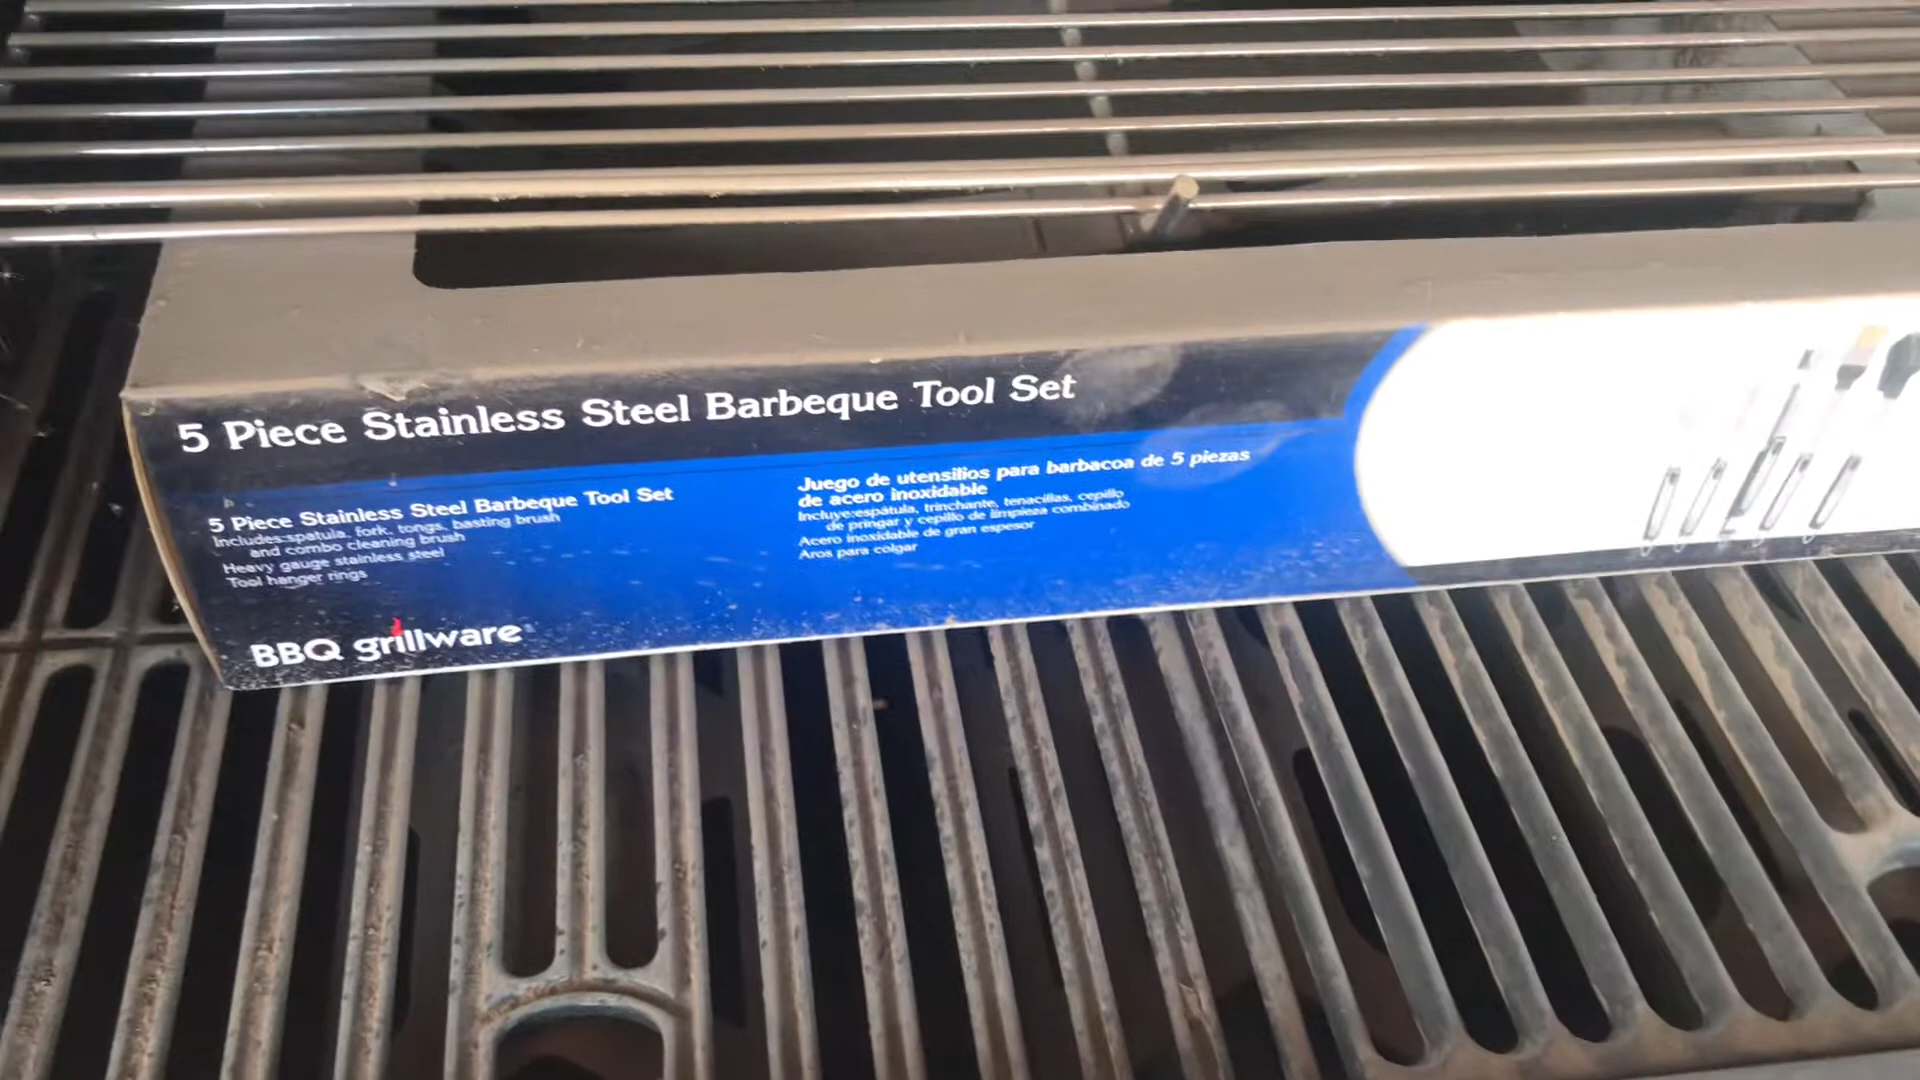 5 Piece Stainless Steel Barbeque Tool Set
5 Piece Stainless Steel Barbeque Tool Set
Includes:spatula, fork, tongs, basting brush
and combo cleaning brush
Heavy gauge stainless steel
Tool hanger rings
Juego de utensilios para barbacoa de 5 piezas
de acero inoxidable
Incluye:espátula, trinchante, tenacillas, cepillo
de pringar y cepillo de limpieza combinado
Acero inoxidable de gran espesor
Aros para colgar
BBQ grillware